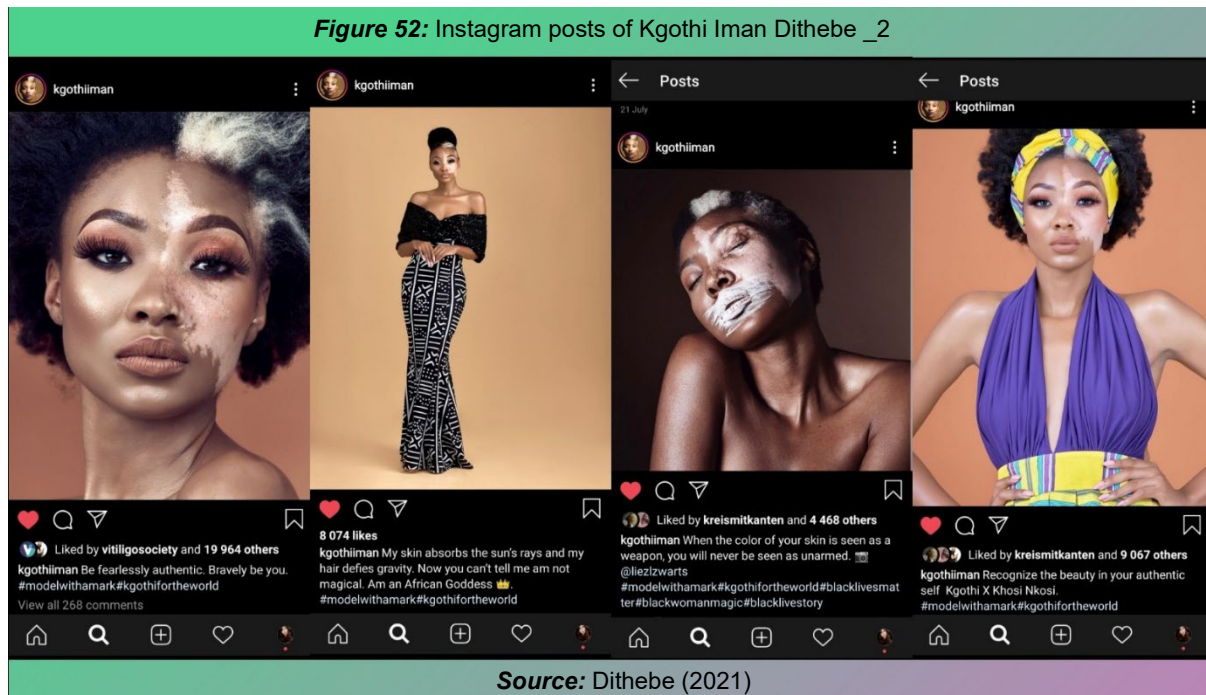 Figure 52: Instagram posts of Kgothi Iman Dithebe _2
kgothiiman
Liked by vitiligosociety and 19 964 others
kgothiiman Be fearlessly authentic. Bravely be you.
#modelwithamark#kgothifortheworld
View all 268 comments
kgothiiman
8 074 likes
kgothiiman My skin absorbs the sun's rays and my
hair defies gravity. Now you can't tell me am not
magical. Am an African Goddess 👑.
#modelwithamark#kgothifortheworld
Posts
21 July
kgothiiman
Liked by kreismitkanten and 4 468 others
kgothiiman When the color of your skin is seen as a
weapon, you will never be seen as unarmed. 📷
@liezlzwarts
#modelwithamark#kgothifortheworld#blacklivesmat
ter#blackwomanmagic#blacklivestory
Posts
kgothiiman
Liked by kreismitkanten and 9 067 others
kgothiiman Recognize the beauty in your authentic
self Kgothi X Khosi Nkosi.
#modelwithamark#kgothifortheworld
Source: Dithebe (2021)